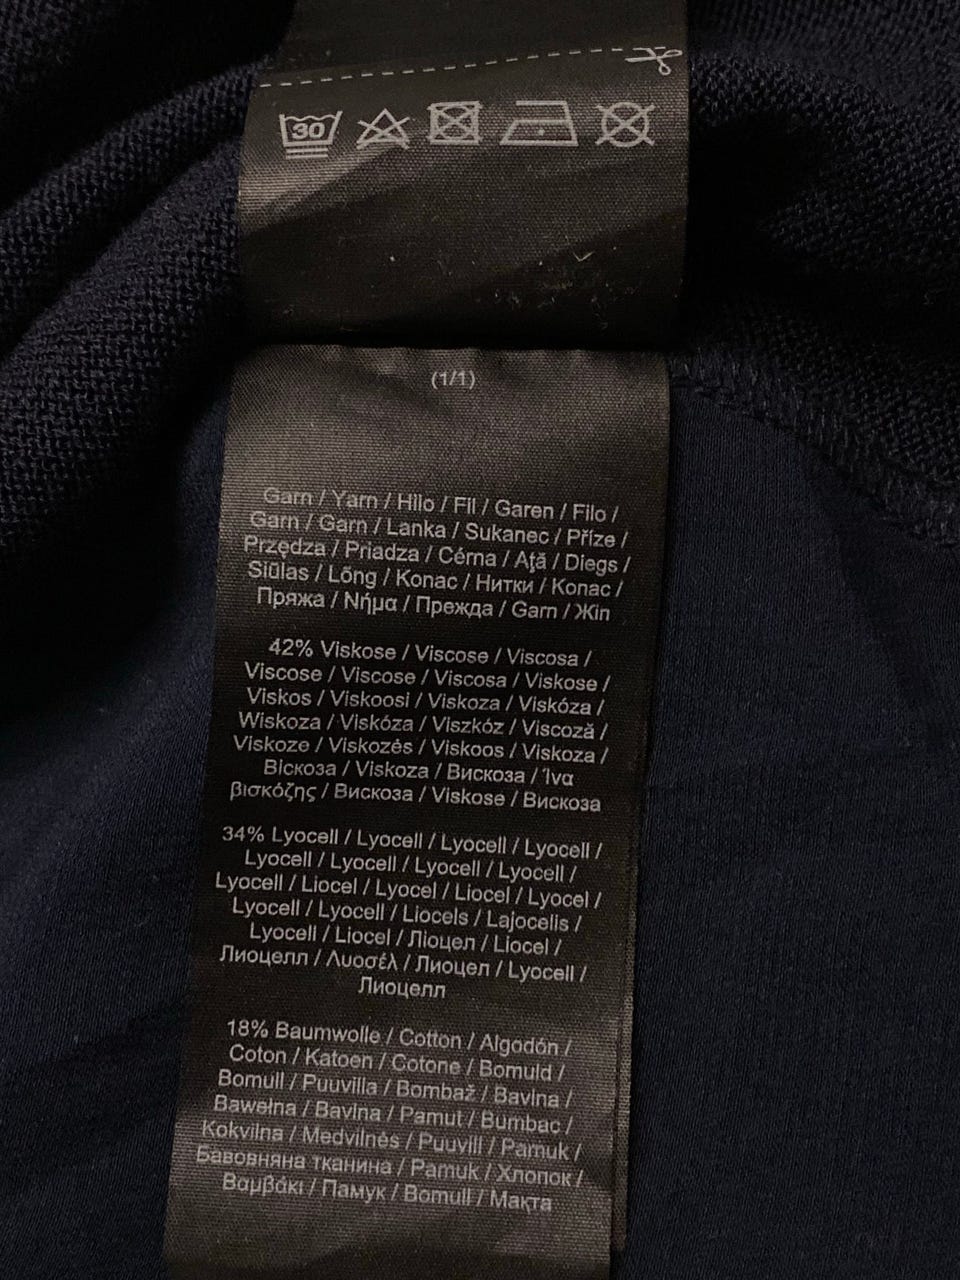 30
(1/1)
Garn / Yarn / Hilo / Fil / Garen / Filo /
Garn / Garn / Lanka / Sukanec / Příze /
Przędza / Priadza / Cérna / Aţă / Diegs /
Siūlas / Lõng / Konac / Нитки / Konac /
Пряжа / Νήμα / Прежда / Garn / Жіп
42% Viskose / Viscose / Viscosa /
Viscose / Viscose / Viscosa / Viskose /
Viskos / Viskoosi / Viskoza / Viskóza /
Wiskoza / Viskóza / Viszkóz / Viscoză /
Viskoze / Viskozės / Viskoos / Viskoza /
Віскоза / Viskoza / Вискоза / Ίνα
βισκόζης / Вискоза / Viskose / Вискоза
34% Lyocell / Lyocell / Lyocell / Lyocell /
Lyocell / Lyocell / Lyocell / Lyocell /
Lyocell / Liocel / Lyocel / Liocel / Lyocel /
Lyocell / Lyocell / Liocels / Lajocelis /
Lyocell / Liocel / Ліоцел / Liocel /
Лиоцелл / Λυοσέλ / Лиоцел / Lyocell /
Лиоцелл
18% Baumwolle / Cotton / Algodón /
Coton / Katoen / Cotone / Bomuld /
Bomull / Puuvilla / Bombaž / Bavlna /
Bawełna / Bavlna / Pamut / Bumbac /
Kokvilna / Medvilnės / Puuvill / Pamuk /
Бавовняна тканина / Pamuk / Хлопок /
Βαμβάκι / Памук / Bomull / Мақта